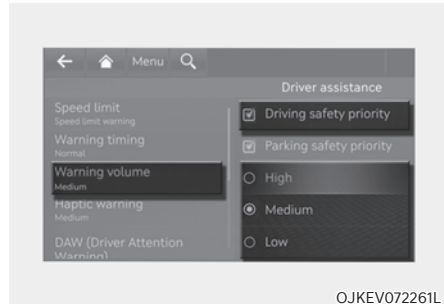 Menu
Driver assistance
Speed limit
Speed limit warning
Warning timing
Normal
Warning volume
Medium
Haptic warning
Medium
DAW (Driver Attention
Warning)
Driving safety priority
Parking safety priority
High
Medium
Low
OJKEV072261L